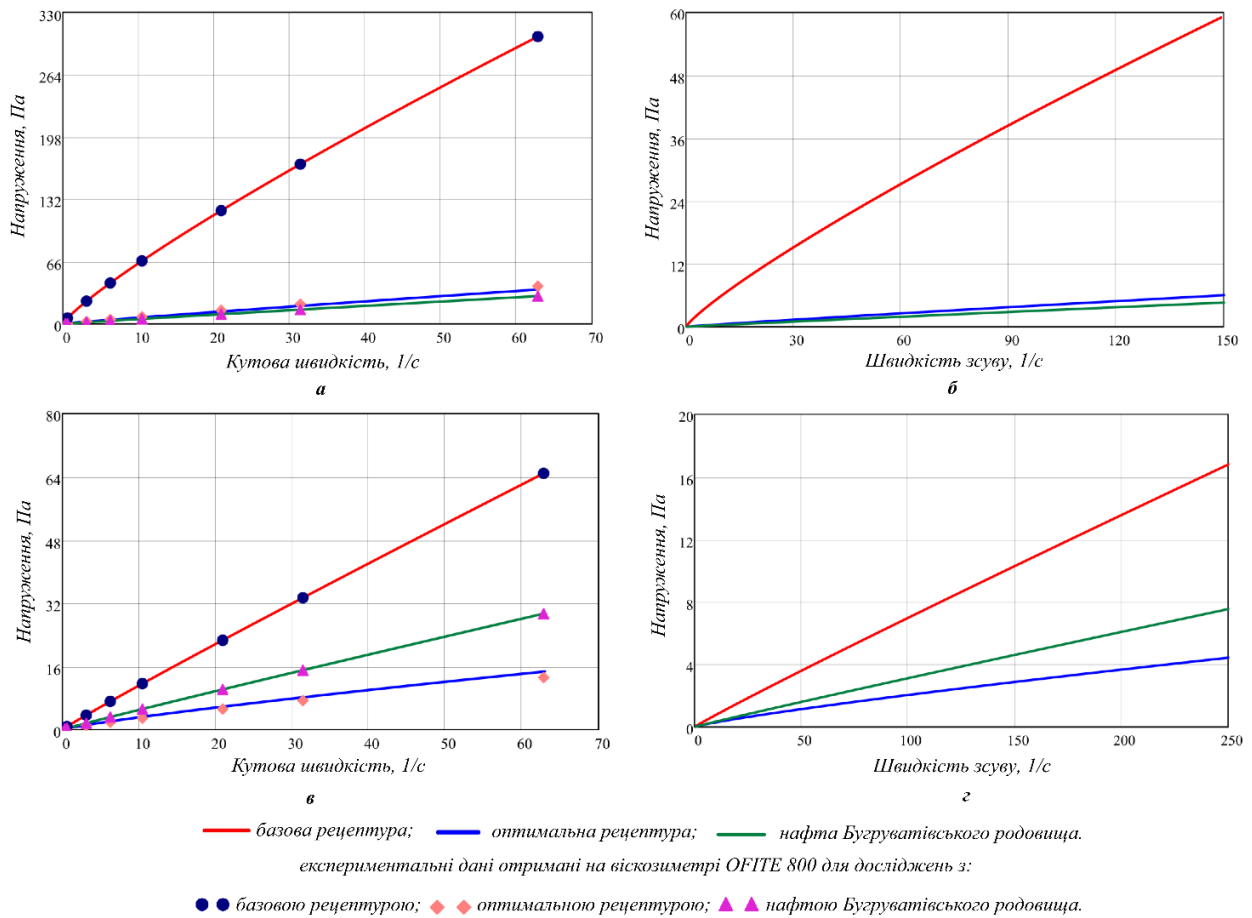 330
264
198
132
66
0
Напруження, Па
0 10 20 30 40 50 60 70
Кутова швидкість, 1/с
а
60
48
36
24
12
0
Напруження, Па
0 30 60 90 120 150
Швидкість зсуву, 1/с
б
80
64
48
32
16
0
Напруження, Па
0 10 20 30 40 50 60 70
Кутова швидкість, 1/с
в
20
16
12
8
4
0
Напруження, Па
0 50 100 150 200 250
Швидкість зсуву, 1/с
г
базова рецептура; оптимальна рецептура; нафта Бугруватівського родовища.
експериментальні дані отримані на віскозиметрі OFITE 800 для досліджень з:
базовою рецептурою; оптимальною рецептурою; нафтою Бугруватівського родовища.